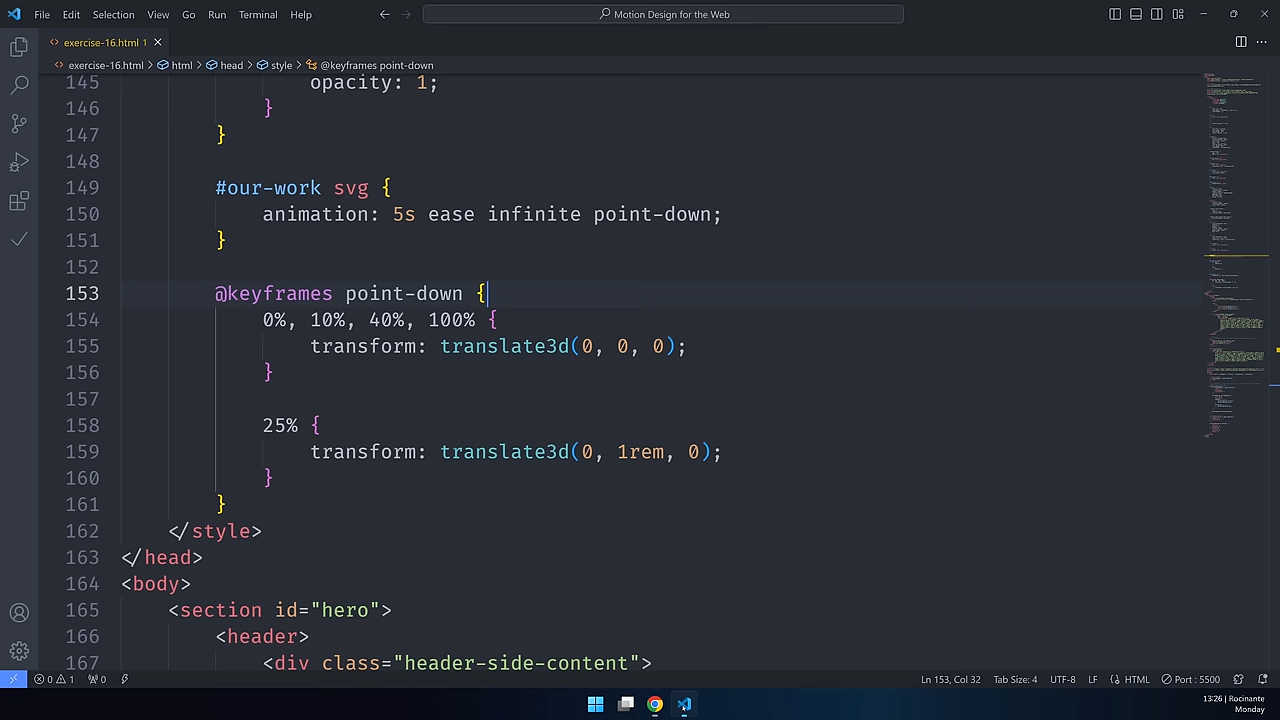 File Edit Selection View Go Run Terminal Help Motion Design for the Web
exercise-16.html 1
exercise-16.html > html > head > style > @keyframes point-down
145 opacity: 1;
146 }
147 }
148
149 #our-work svg {
150 animation: 5s ease infinite point-down;
151 }
152
153 @keyframes point-down {
154 0%, 10%, 40%, 100% {
155 transform: translate3d(0, 0, 0);
156 }
157
158 25% {
159 transform: translate3d(0, 1rem, 0);
160 }
161 }
162 </style>
163 </head>
164 <body>
165 <section id="hero">
166 <header>
167 <div class="header-side-content">
0 1 0 Ln 153, Col 32 Tab Size: 4 UTF-8 LF HTML Port : 5500
13:26 | Rocinante
Monday